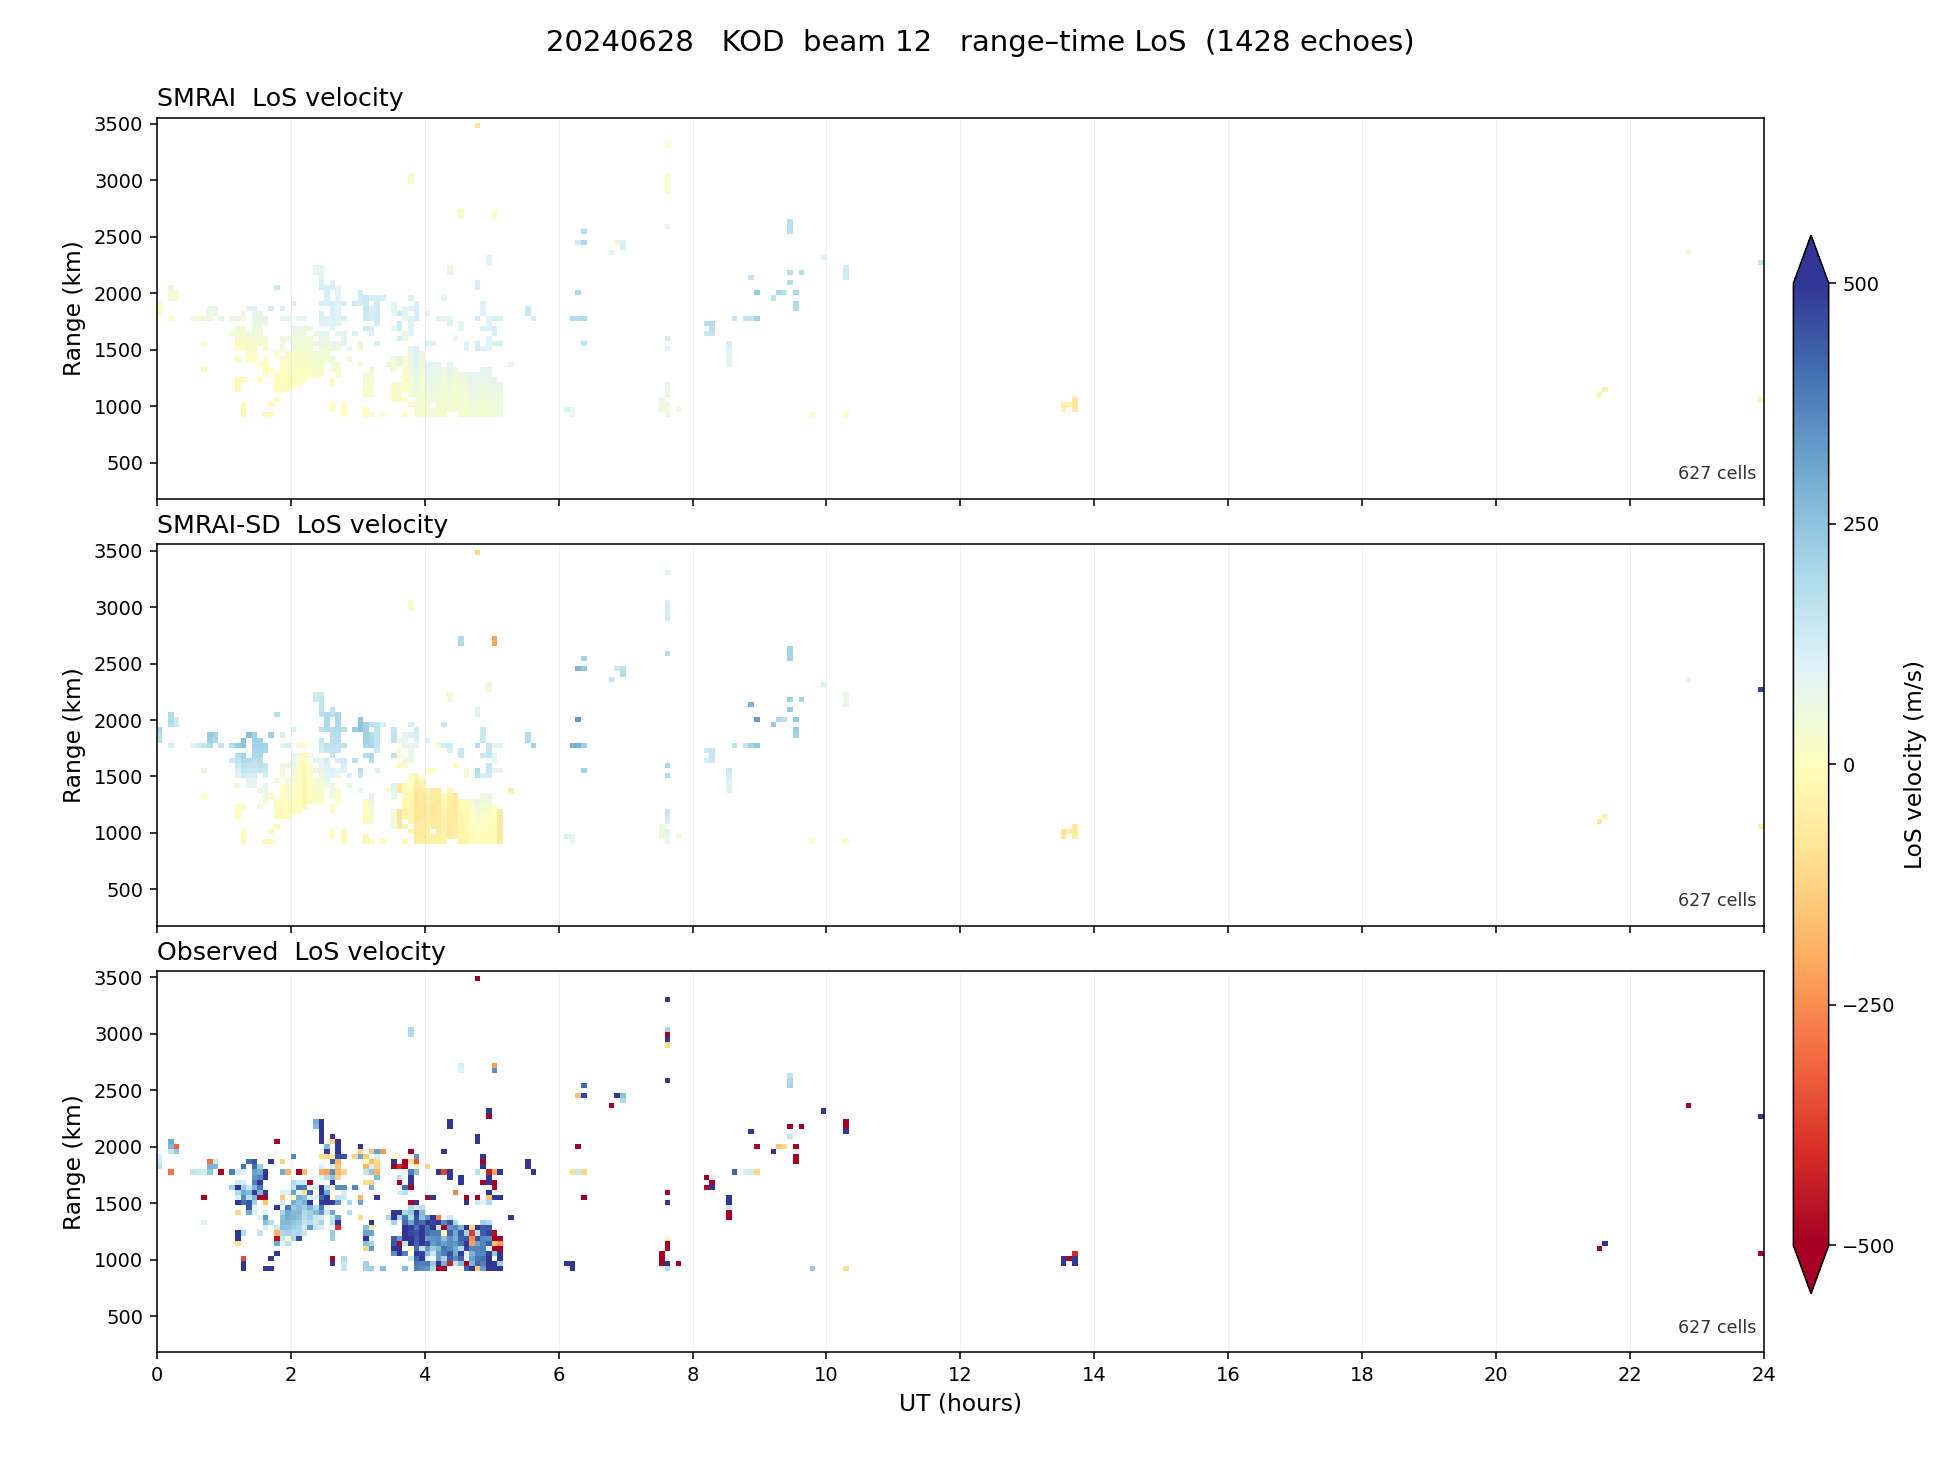 20240628   KOD  beam 12   range–time LoS  (1428 echoes)
SMRAI  LoS velocity
3500
3000
2500
2000
1500
1000
500
Range (km)
627 cells
SMRAI-SD  LoS velocity
3500
3000
2500
2000
1500
1000
500
Range (km)
627 cells
Observed  LoS velocity
3500
3000
2500
2000
1500
1000
500
Range (km)
627 cells
0 2 4 6 8 10 12 14 16 18 20 22 24
UT (hours)
500
250
0
−250
−500
LoS velocity (m/s)